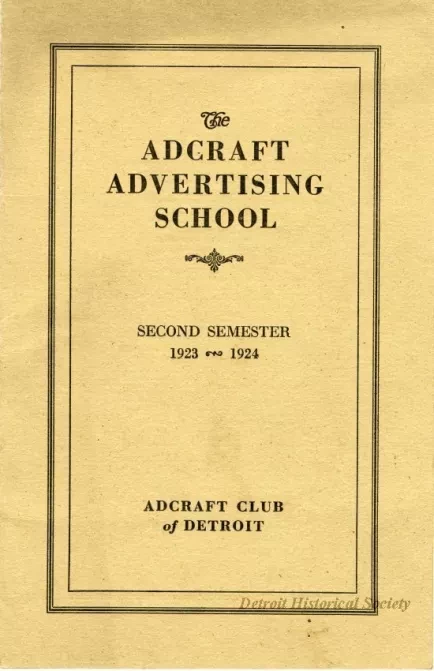 The
ADCRAFT
ADVERTISING
SCHOOL
SECOND SEMESTER
1923 ~ 1924
ADCRAFT CLUB
of DETROIT
Detroit Historical Society